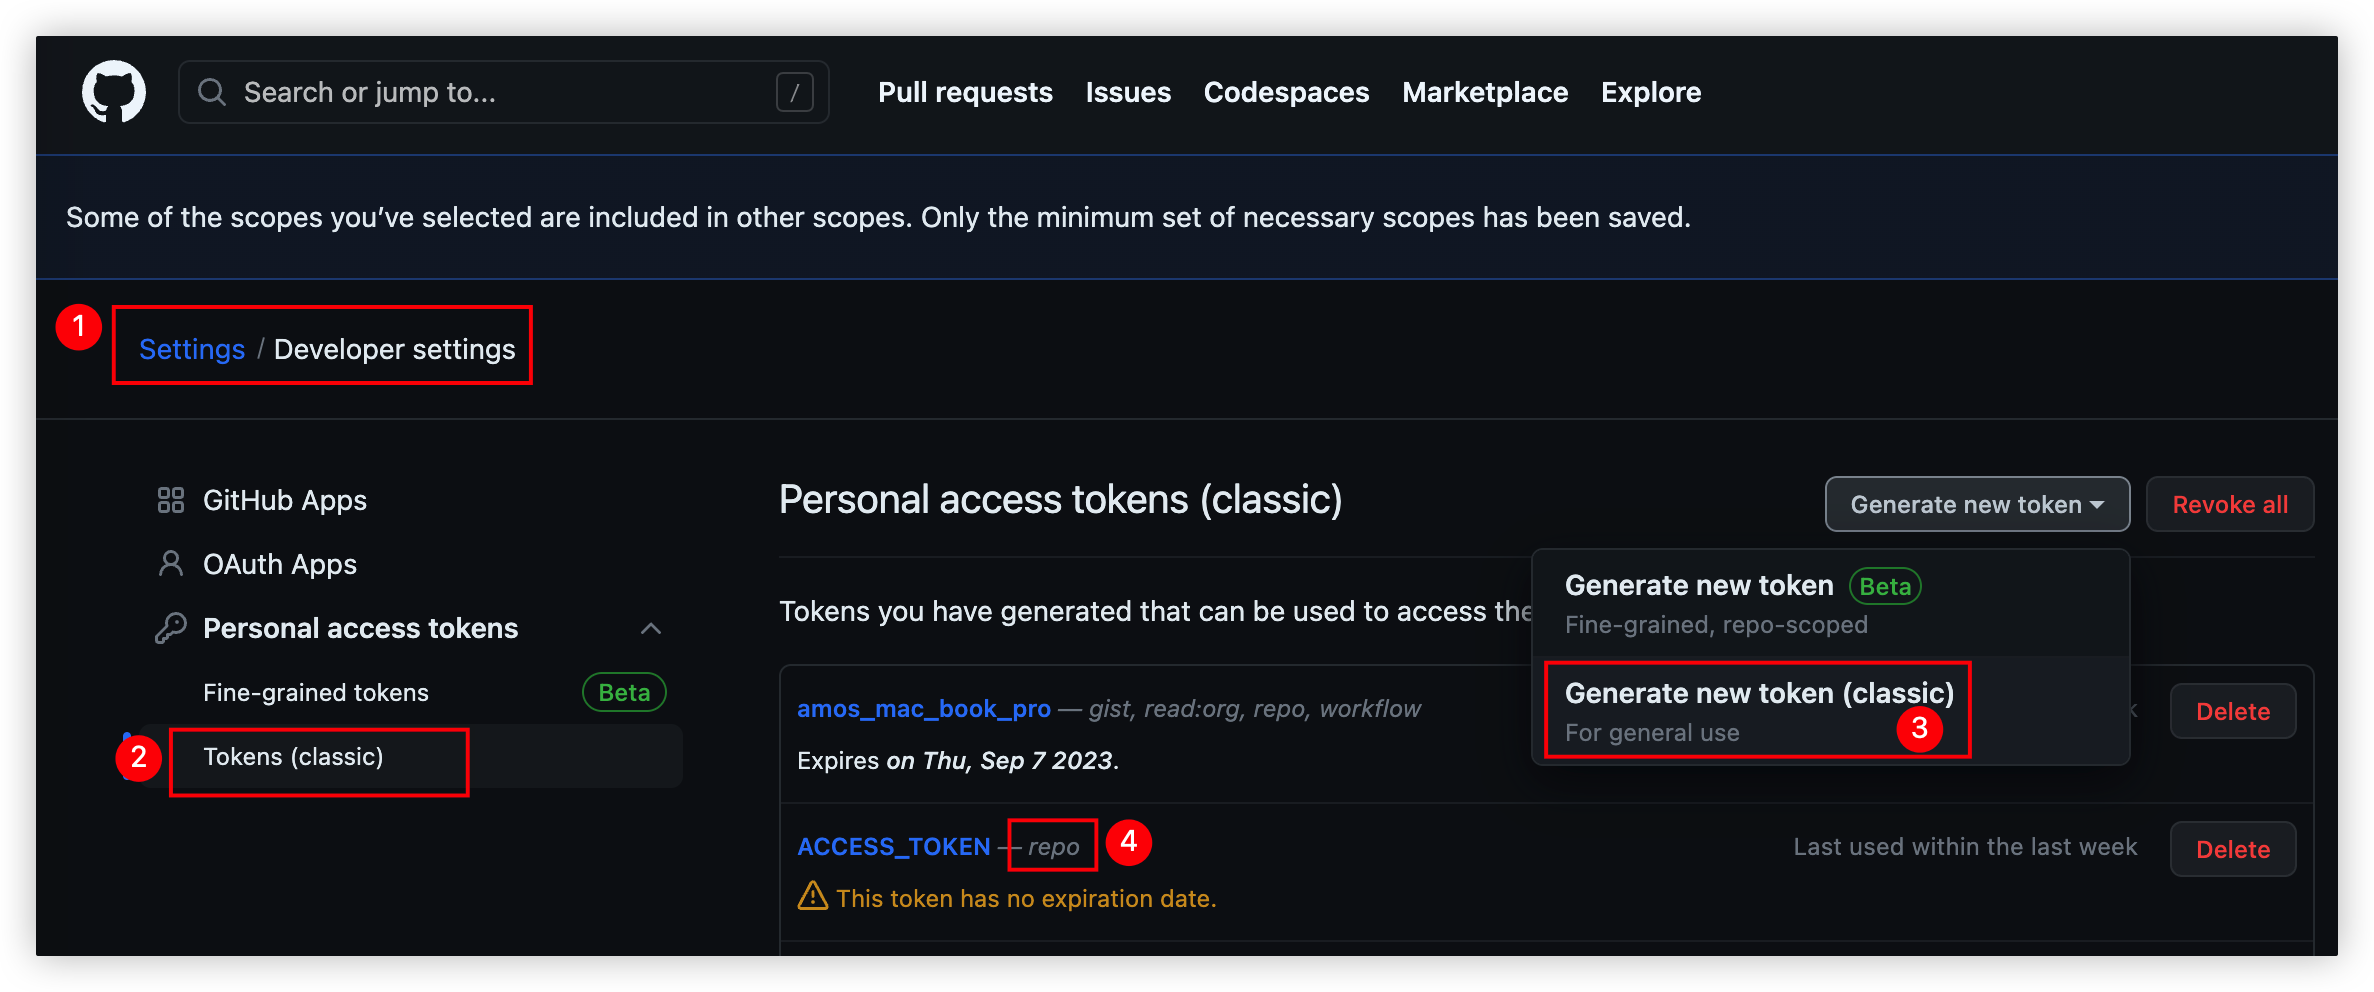 Search or jump to...
/
Pull requests
Issues
Codespaces
Marketplace
Explore
Some of the scopes you've selected are included in other scopes. Only the minimum set of necessary scopes has been saved.
1
Settings / Developer settings
GitHub Apps
OAuth Apps
Personal access tokens
Fine-grained tokens
Beta
2
Tokens (classic)
Personal access tokens (classic)
Generate new token
Revoke all
Generate new token Beta
Fine-grained, repo-scoped
Generate new token (classic)
For general use
3
Tokens you have generated that can be used to access the
amos_mac_book_pro — gist, read:org, repo, workflow
Delete
Expires on Thu, Sep 7 2023.
ACCESS_TOKEN — repo
4
Last used within the last week
Delete
This token has no expiration date.